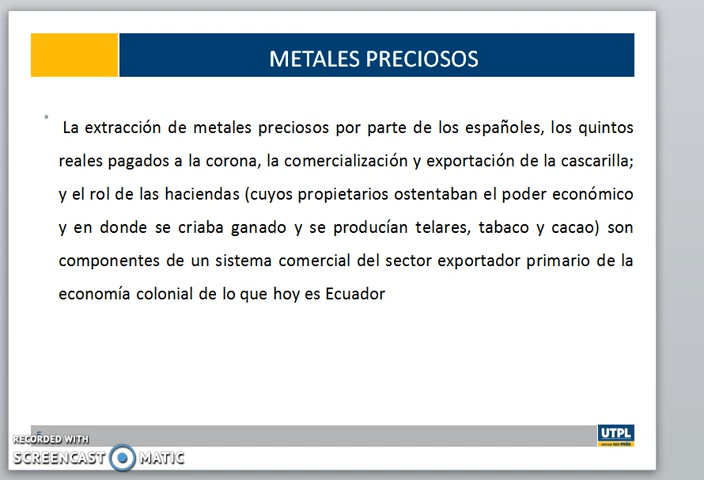 METALES PRECIOSOS
La extracción de metales preciosos por parte de los españoles, los quintos
reales pagados a la corona, la comercialización y exportación de la cascarilla;
y el rol de las haciendas (cuyos propietarios ostentaban el poder económico
y en donde se criaba ganado y se producían telares, tabaco y cacao) son
componentes de un sistema comercial del sector exportador primario de la
economía colonial de lo que hoy es Ecuador
UTPL
RECORDED WITH
SCREENCAST MATIC